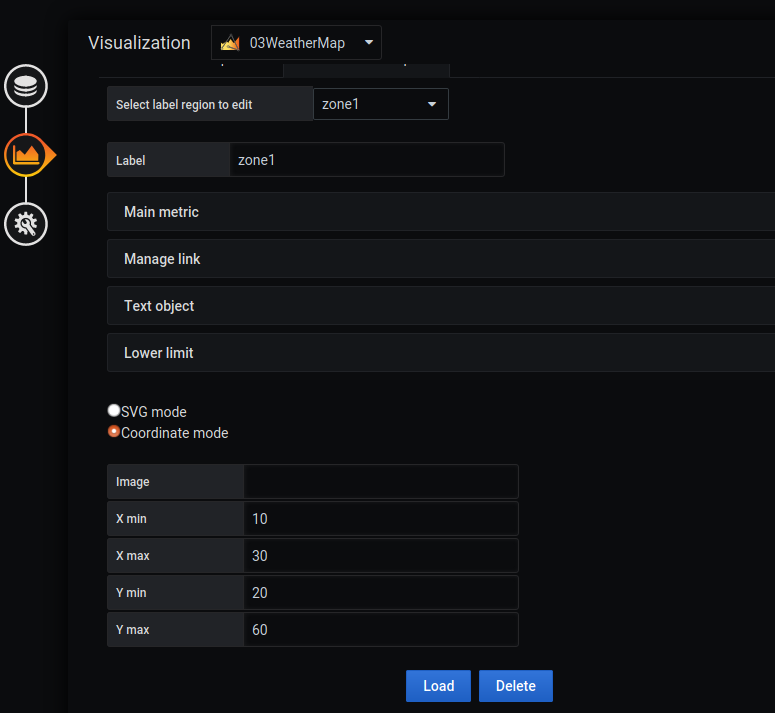 Visualization 03WeatherMap
Select label region to edit zone1
Label zone1
Main metric
Manage link
Text object
Lower limit
SVG mode
Coordinate mode
Image
X min 10
X max 30
Y min 20
Y max 60
Load Delete